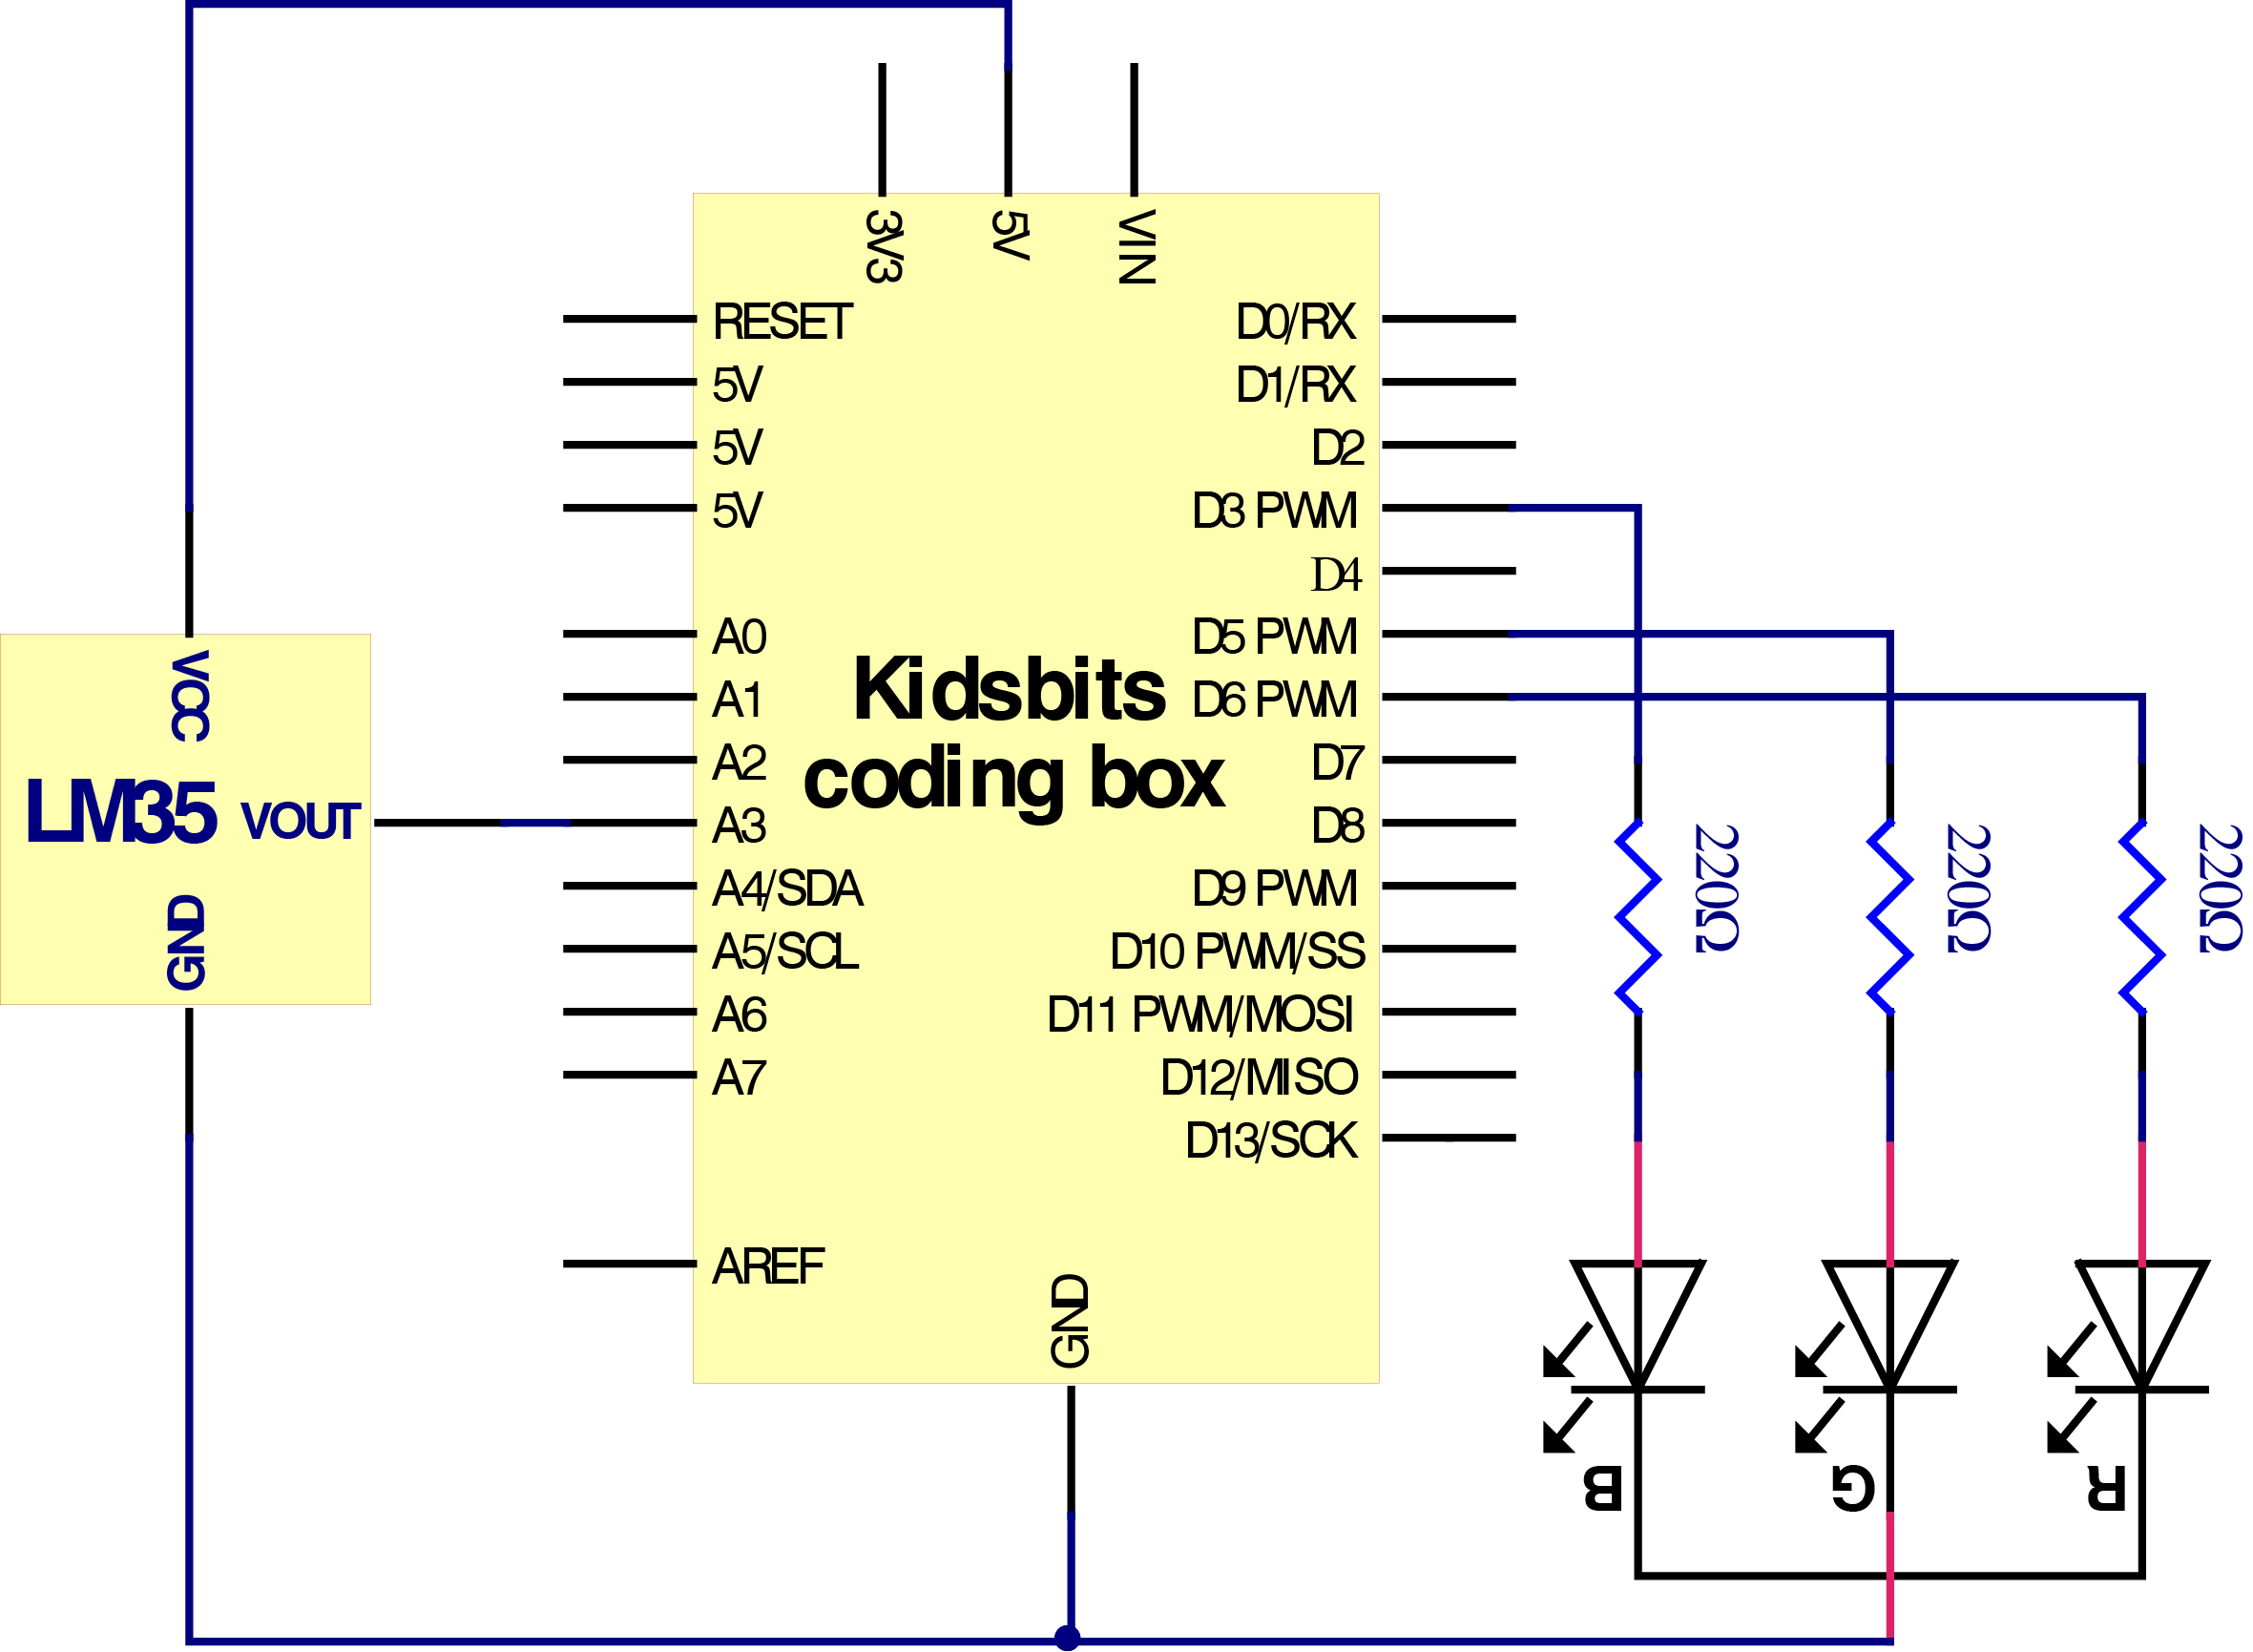 3V3
5V
VIN
RESET
5V
5V
5V
A0
A1
A2
A3
A4/SDA
A5/SCL
A6
A7
AREF
Kidsbits
coding box
D0/RX
D1/RX
D2
D3 PWM
D4
D5 PWM
D6 PWM
D7
D8
D9 PWM
D10 PWM/SS
D11 PWM/MOSI
D12/MISO
D13/SCK
GND
VCC
LM35
VOUT
GND
220Ω
220Ω
220Ω
B
G
R